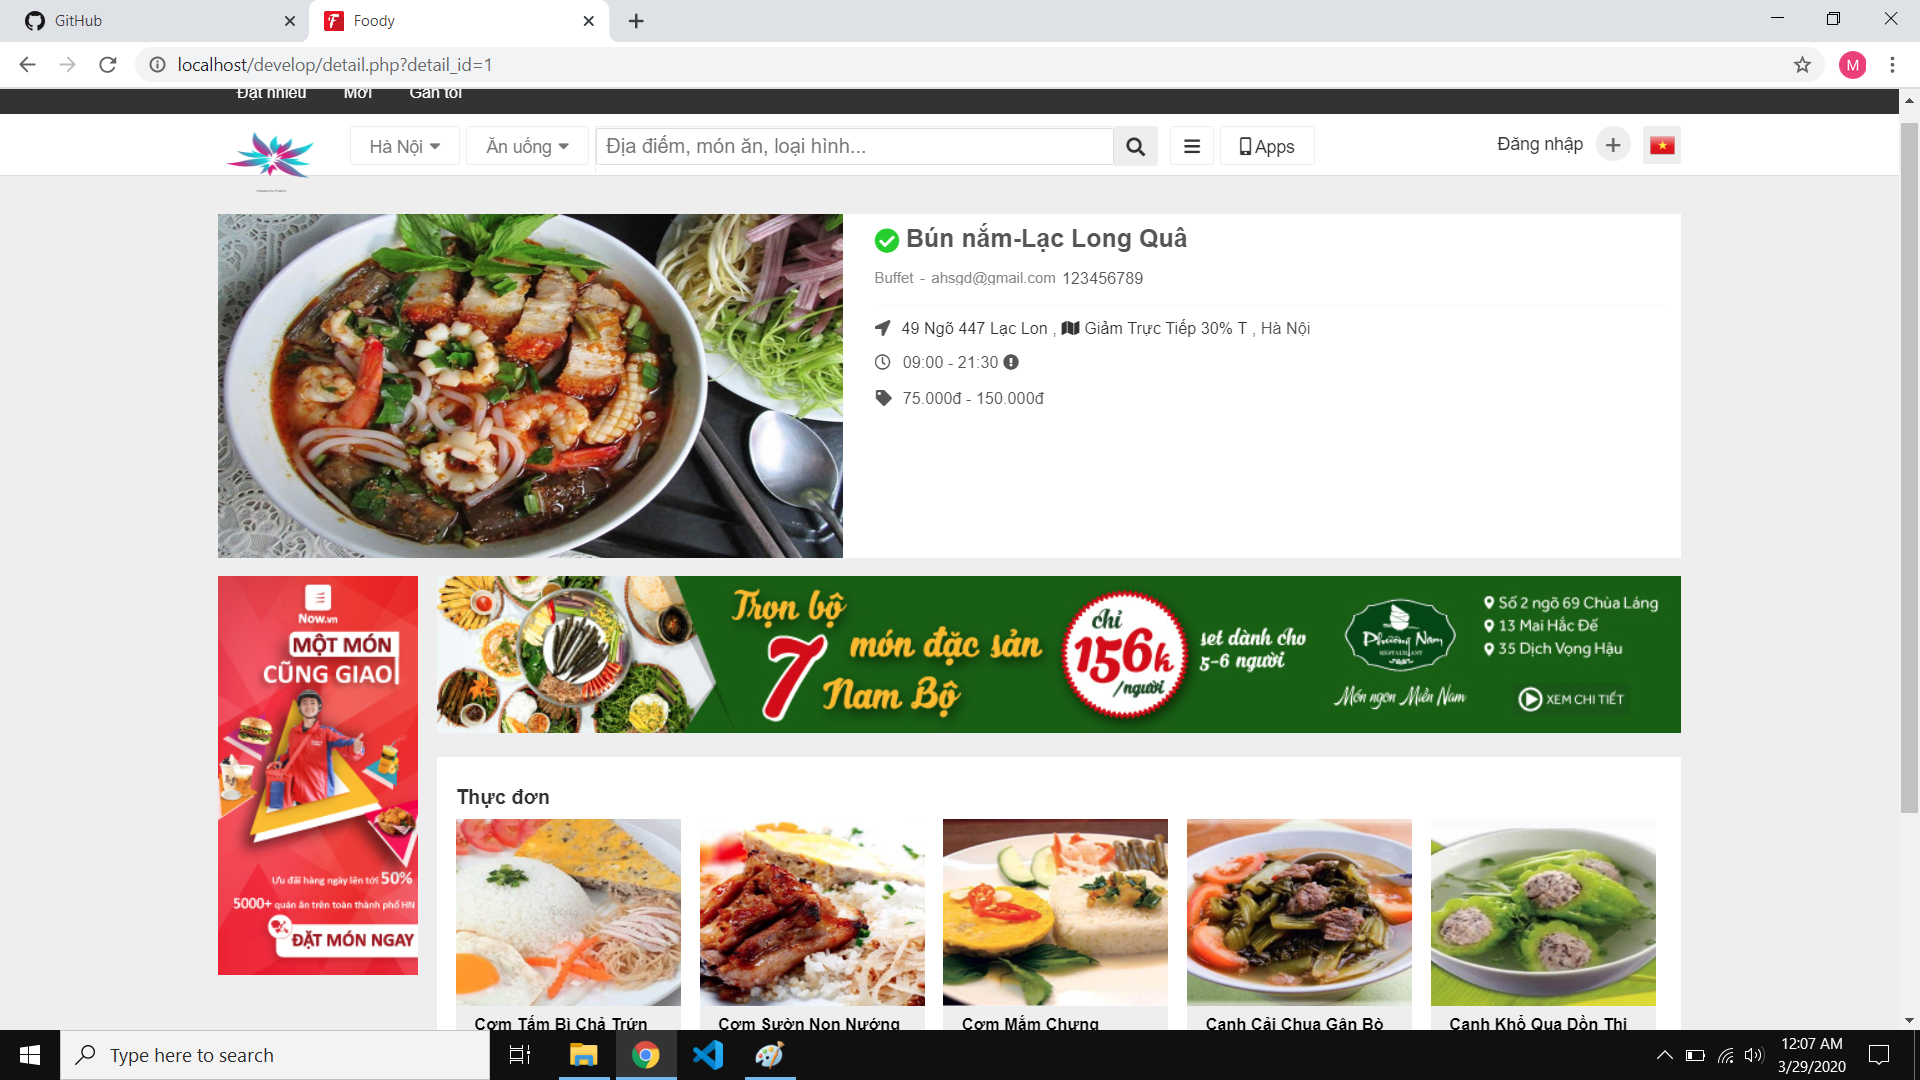 GitHub
Foody
localhost/develop/detail.php?detail_id=1
M
Đặt nhiều Mới Gần tôi
Hà Nội
Ăn uống
Địa điểm, món ăn, loại hình...
Apps
Đăng nhập
Bún nắm-Lạc Long Quâ
Buffet - ahsgd@gmail.com 123456789
49 Ngõ 447 Lạc Lon , Giảm Trực Tiếp 30% T , Hà Nội
09:00 - 21:30
75.000đ - 150.000đ
Now.vn
MỘT MÓN
CŨNG GIAO
Ưu đãi hàng ngày lên tới 50%
5000+ quán ăn trên toàn thành phố HN
ĐẶT MÓN NGAY
Trọn bộ
7 món đặc sản
Nam Bộ
chỉ
156k
/người
set dành cho
5-6 người
Phương Nam
RESTAURANT
Món ngon Miền Nam
Số 2 ngõ 69 Chùa Láng
13 Mai Hắc Đế
35 Dịch Vọng Hậu
XEM CHI TIẾT
Thực đơn
Cơm Tấm Bì Chả Trứn
Cơm Sườn Non Nướng
Cơm Mắm Chưng
Canh Cải Chua Gân Bò
Canh Khổ Qua Dồn Thị
Type here to search
12:07 AM
3/29/2020